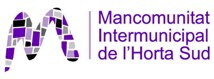 Mancomunitat
Intermunicipal
de l'Horta Sud